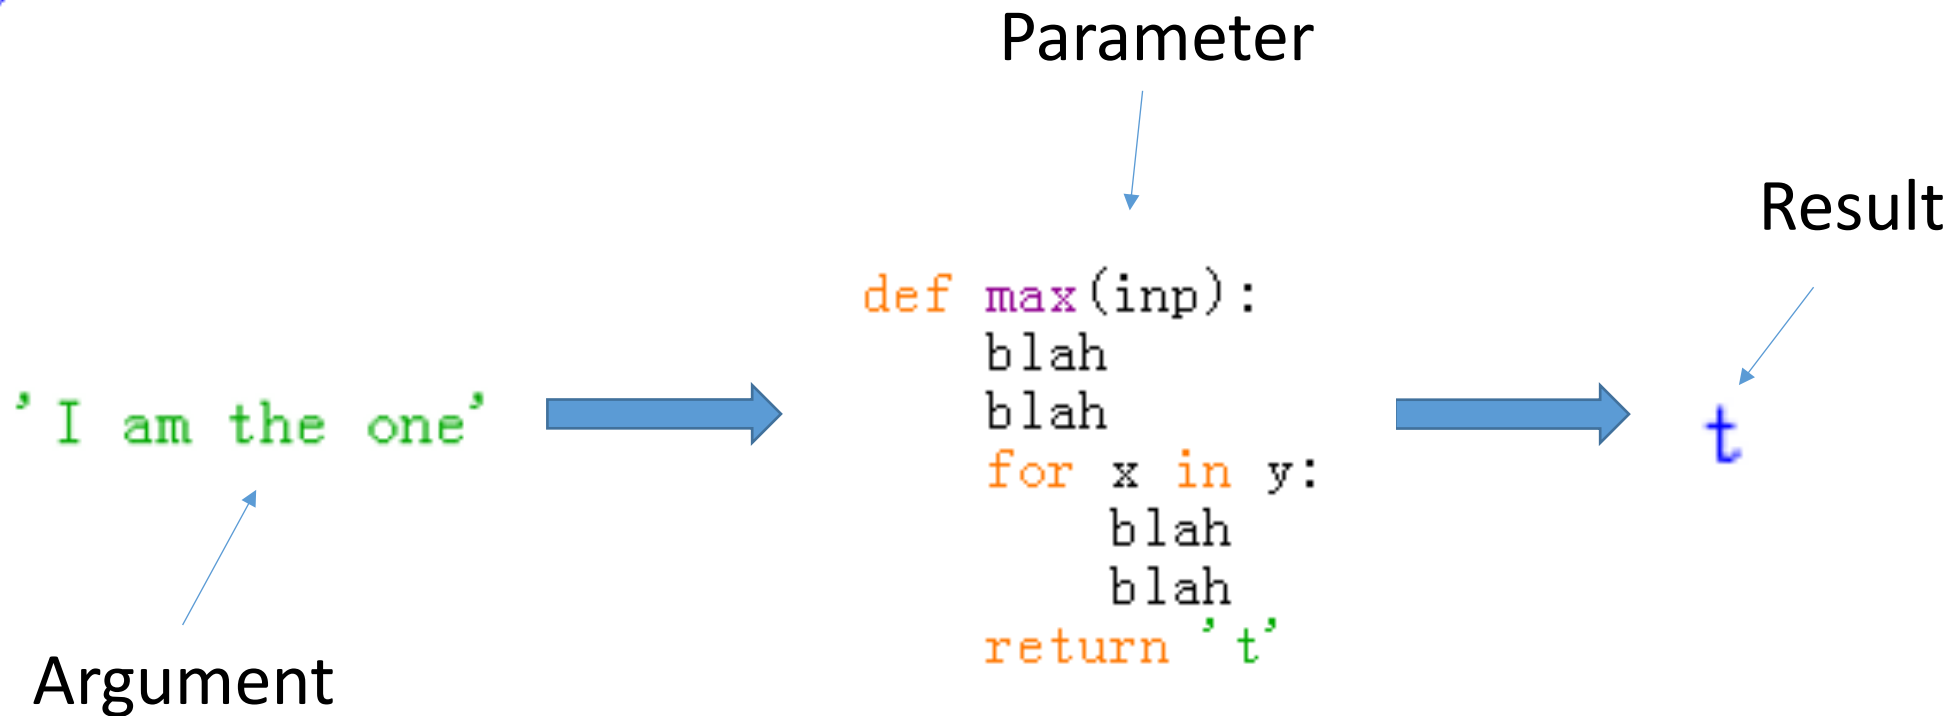 Parameter
Result
def max(inp):
    blah
    blah
    for x in y:
        blah
        blah
    return 't'
'I am the one'
t
Argument